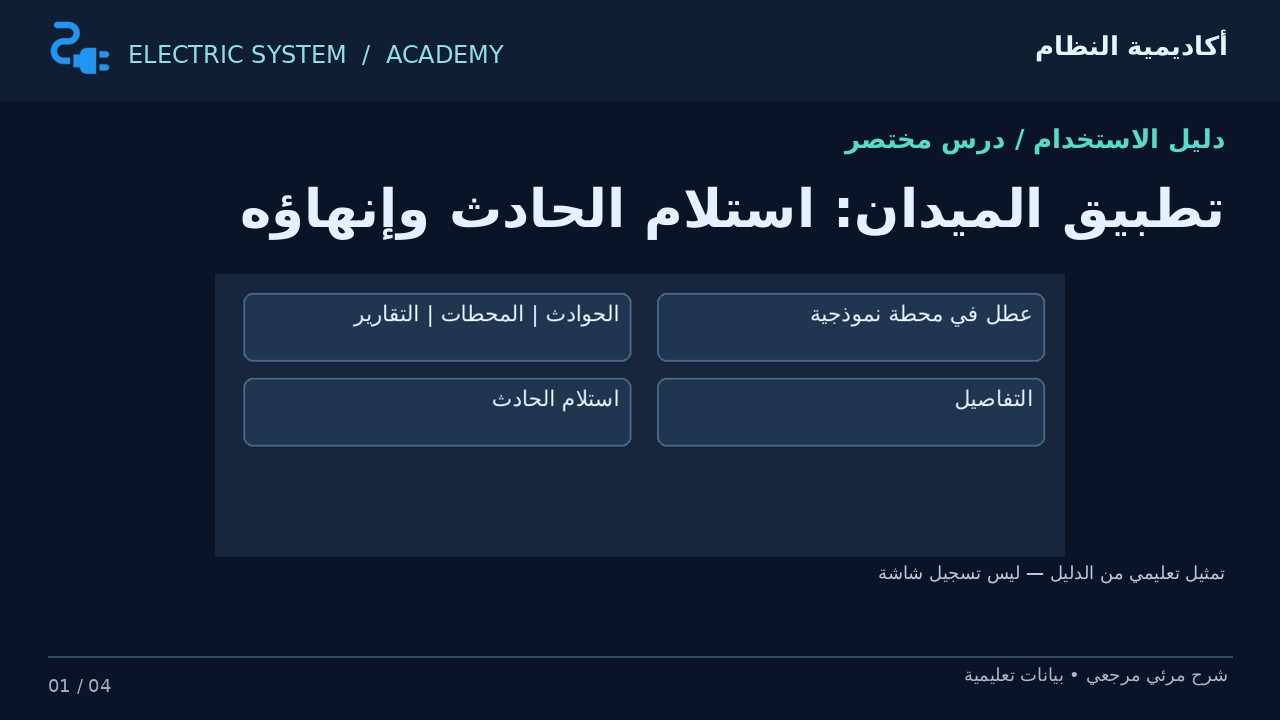 أكاديمية النظام
ELECTRIC SYSTEM / ACADEMY
دليل الاستخدام / درس مختصر
تطبيق الميدان: استلام الحادث وإنهاؤه
عطل في محطة نموذجية
الحوادث | المحطات | التقارير
التفاصيل
استلام الحادث
تمثيل تعليمي من الدليل — ليس تسجيل شاشة
شرح مرئي مرجعي • بيانات تعليمية
01 / 04